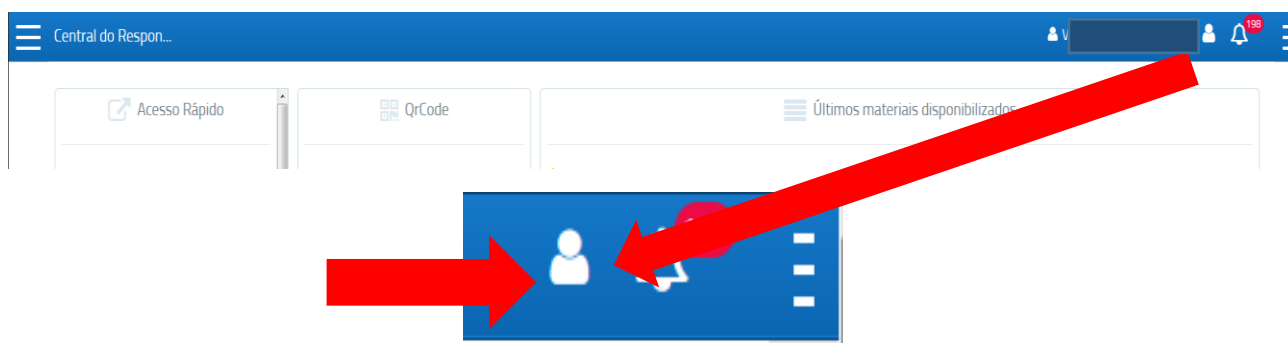 Central do Respon...
V
198
Acesso Rápido
QrCode
Últimos materiais disponibilizados